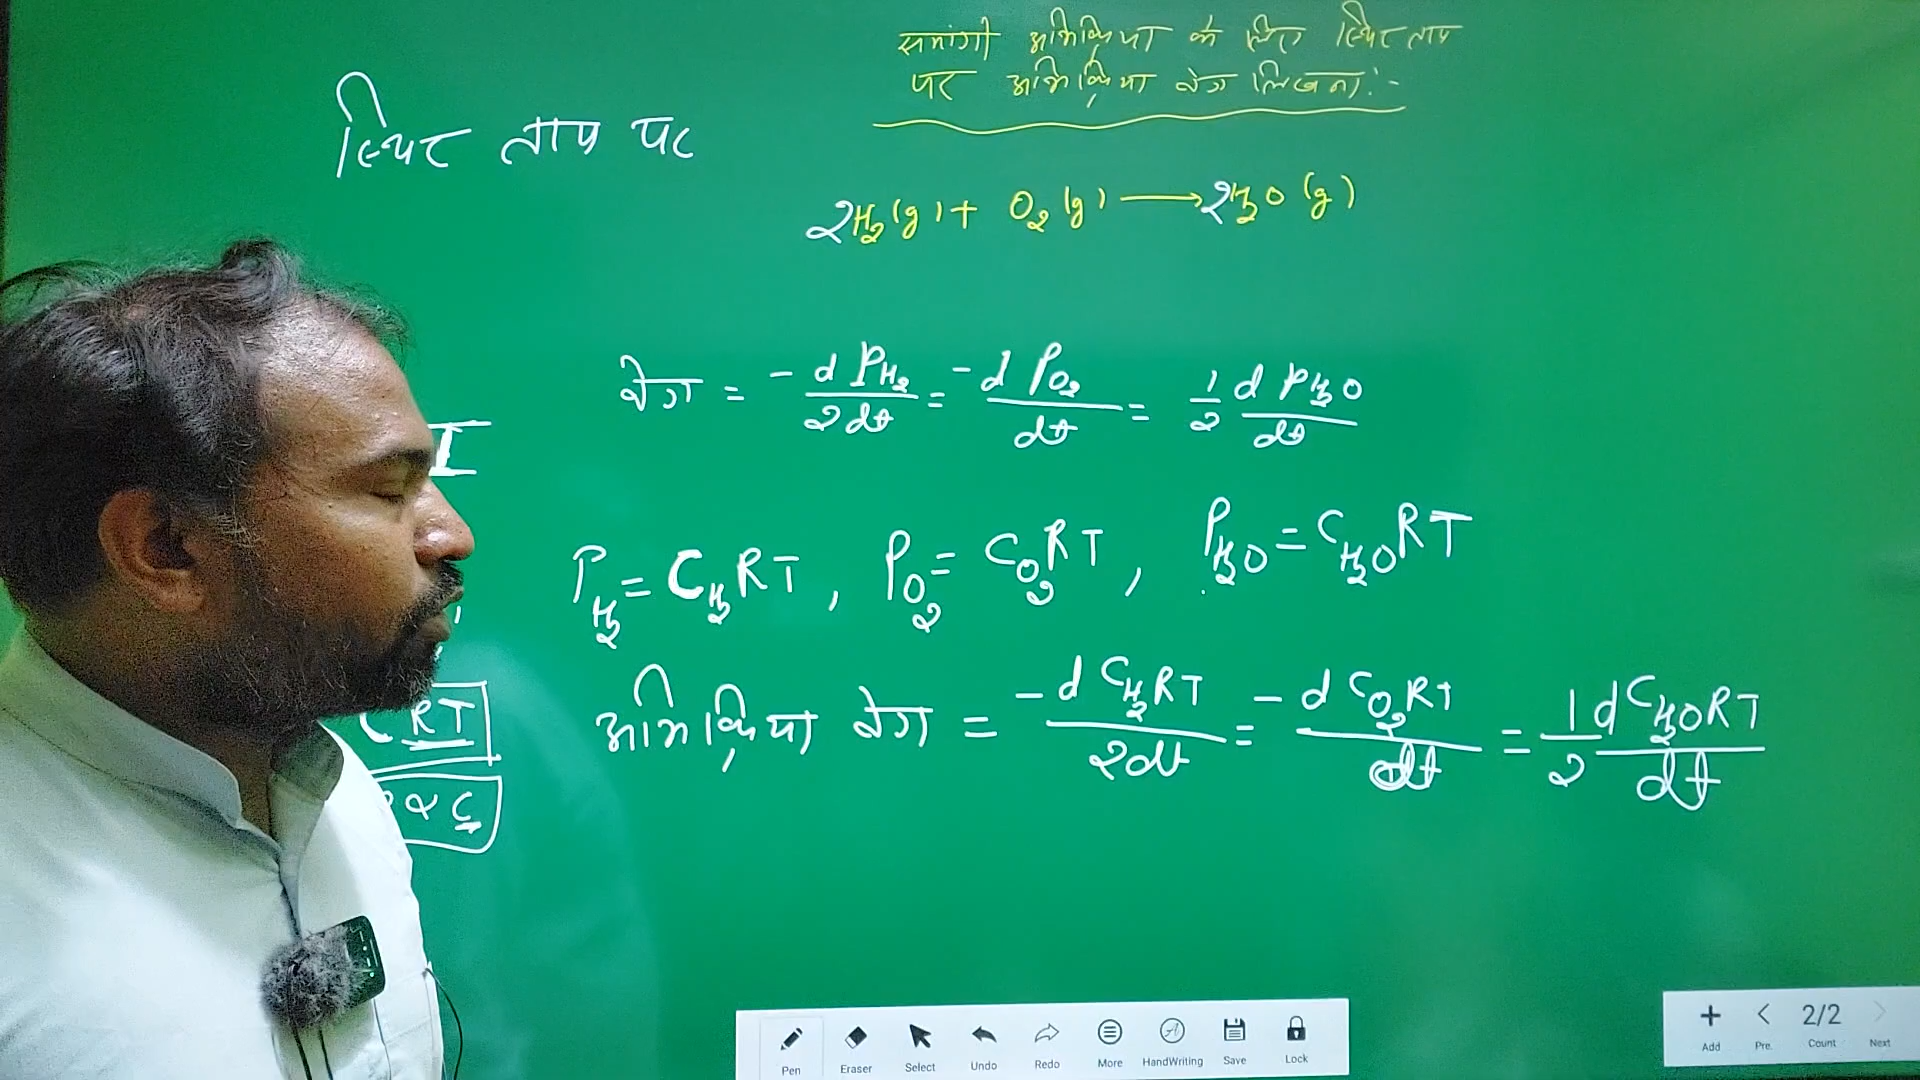 समांगी अभिक्रिया के लिए स्थिर ताप
पर अभिक्रिया वेग लिखना:-
स्थिर ताप पर
2H₂(g) + O₂(g) ⟶ 2H₂O(g)
वेग = -dP_H₂/2dt = -dP_O₂/dt = 1/2 dP_H₂O/dt
P_H₂ = C_H₂RT, P_O₂ = C_O₂RT, P_H₂O = C_H₂ORT
अभिक्रिया वेग = -dC_H₂RT/2dt = -dC_O₂RT/dt = 1/2 dC_H₂ORT/dt
CRT
α C
Pen Eraser Select Undo Redo More HandWriting Save Lock
Add Pre. 2/2 Count Next